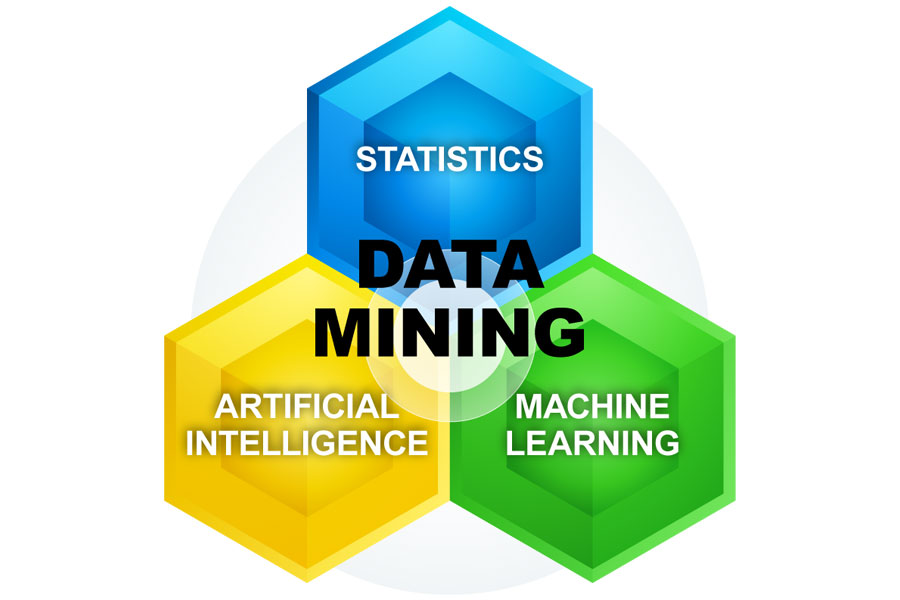 STATISTICS
DATA
MINING
ARTIFICIAL
INTELLIGENCE
MACHINE
LEARNING